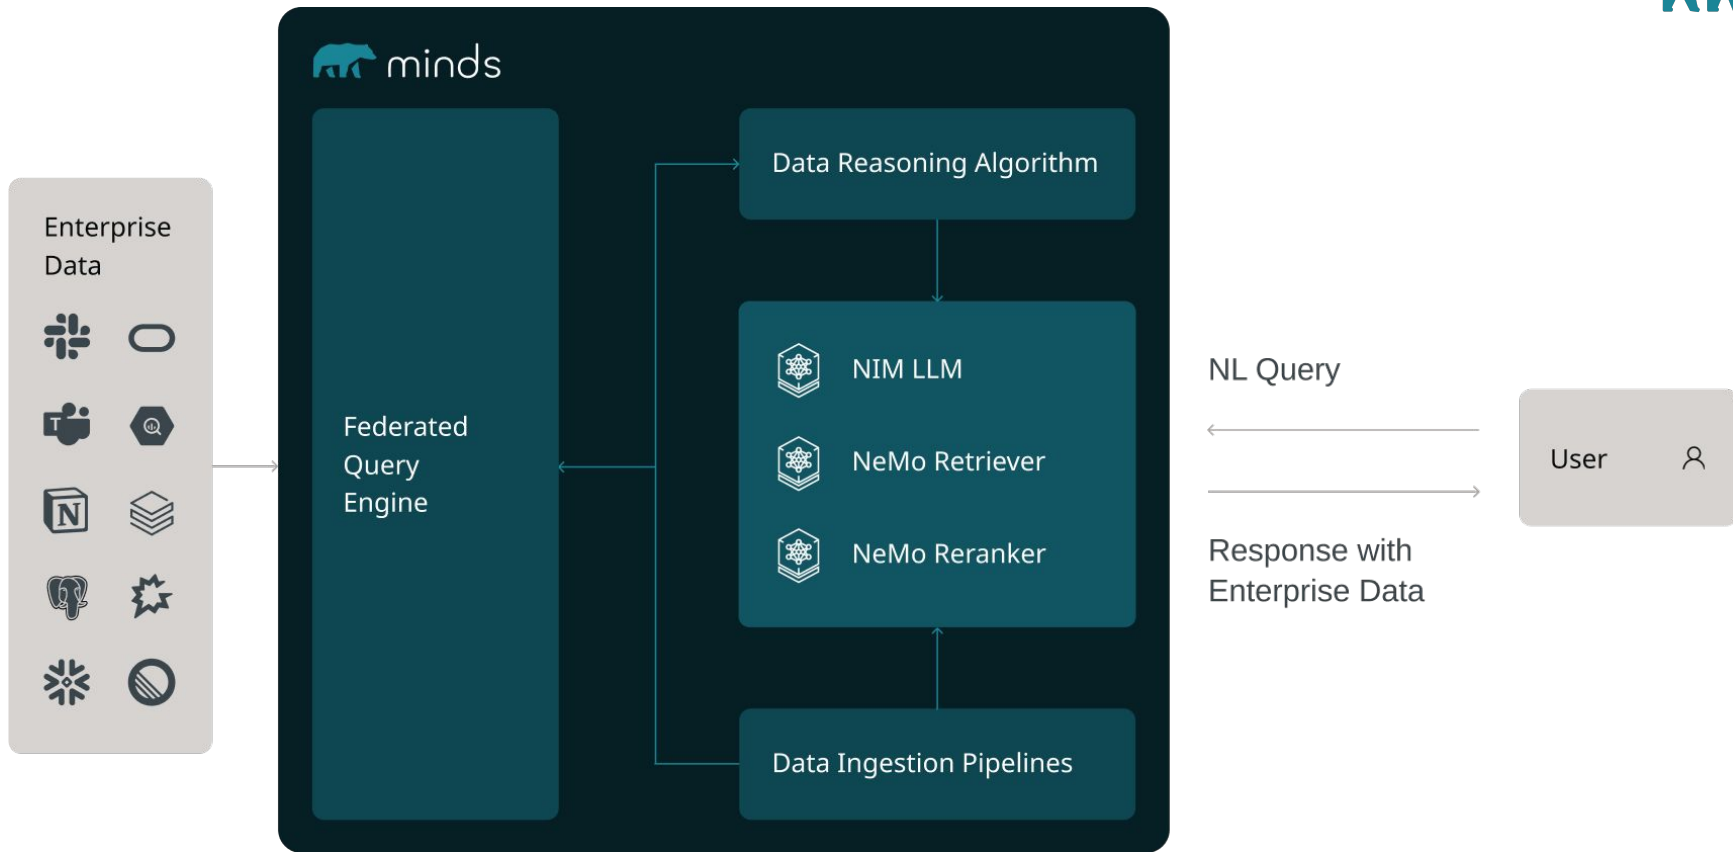 minds
Enterprise
Data
T
N
Federated
Query
Engine
Data Reasoning Algorithm
NIM LLM
NeMo Retriever
NeMo Reranker
Data Ingestion Pipelines
NL Query
Response with
Enterprise Data
User